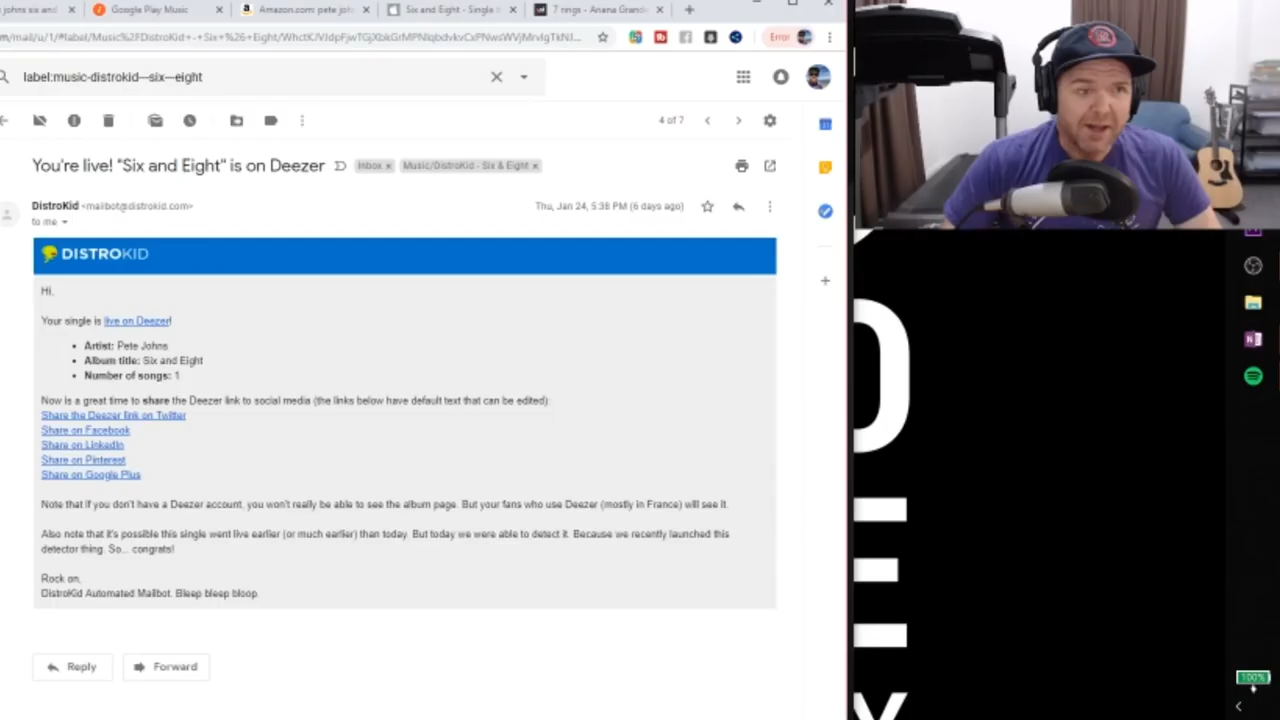 johns six and
Google Play Music
Amazon.com: pete joh
Six and Eight - Single
7 rings - Ariana Grande
label:music-distrokid---six---eight
Error
4 of 7
You're live! "Six and Eight" is on Deezer
Inbox
Music/DistroKid - Six & Eight
DistroKid <mailbot@distrokid.com>
Thu, Jan 24, 5:38 PM (6 days ago)
to me
DISTROKID
Hi,
Your single is live on Deezer!
• Artist: Pete Johns
• Album title: Six and Eight
• Number of songs: 1
Now is a great time to share the Deezer link to social media (the links below have default text that can be edited):
Share the Deezer link on Twitter
Share on Facebook
Share on LinkedIn
Share on Pinterest
Share on Google Plus
Note that if you don't have a Deezer account, you won't really be able to see the album page. But your fans who use Deezer (mostly in France) will see it.
Also note that it's possible this single went live earlier (or much earlier) than today. But today we were able to detect it. Because we recently launched this
detector thing. So... congrats!
Rock on,
DistroKid Automated Mailbot. Bleep bleep bloop.
Reply
Forward
100%